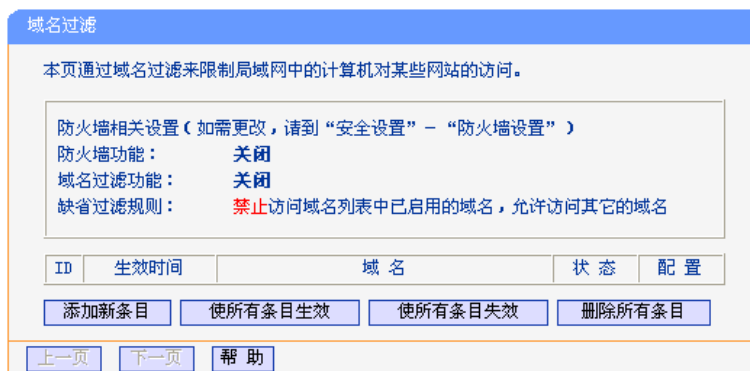 域名过滤
本页通过域名过滤来限制局域网中的计算机对某些网站的访问。
防火墙相关设置(如需更改,请到“安全设置”-“防火墙设置”)
防火墙功能: 关闭
域名过滤功能: 关闭
缺省过滤规则: 禁止访问域名列表中已启用的域名,允许访问其它的域名
ID 生效时间 域 名 状 态 配 置
添加新条目 使所有条目生效 使所有条目失效 删除所有条目
上一页 下一页 帮 助